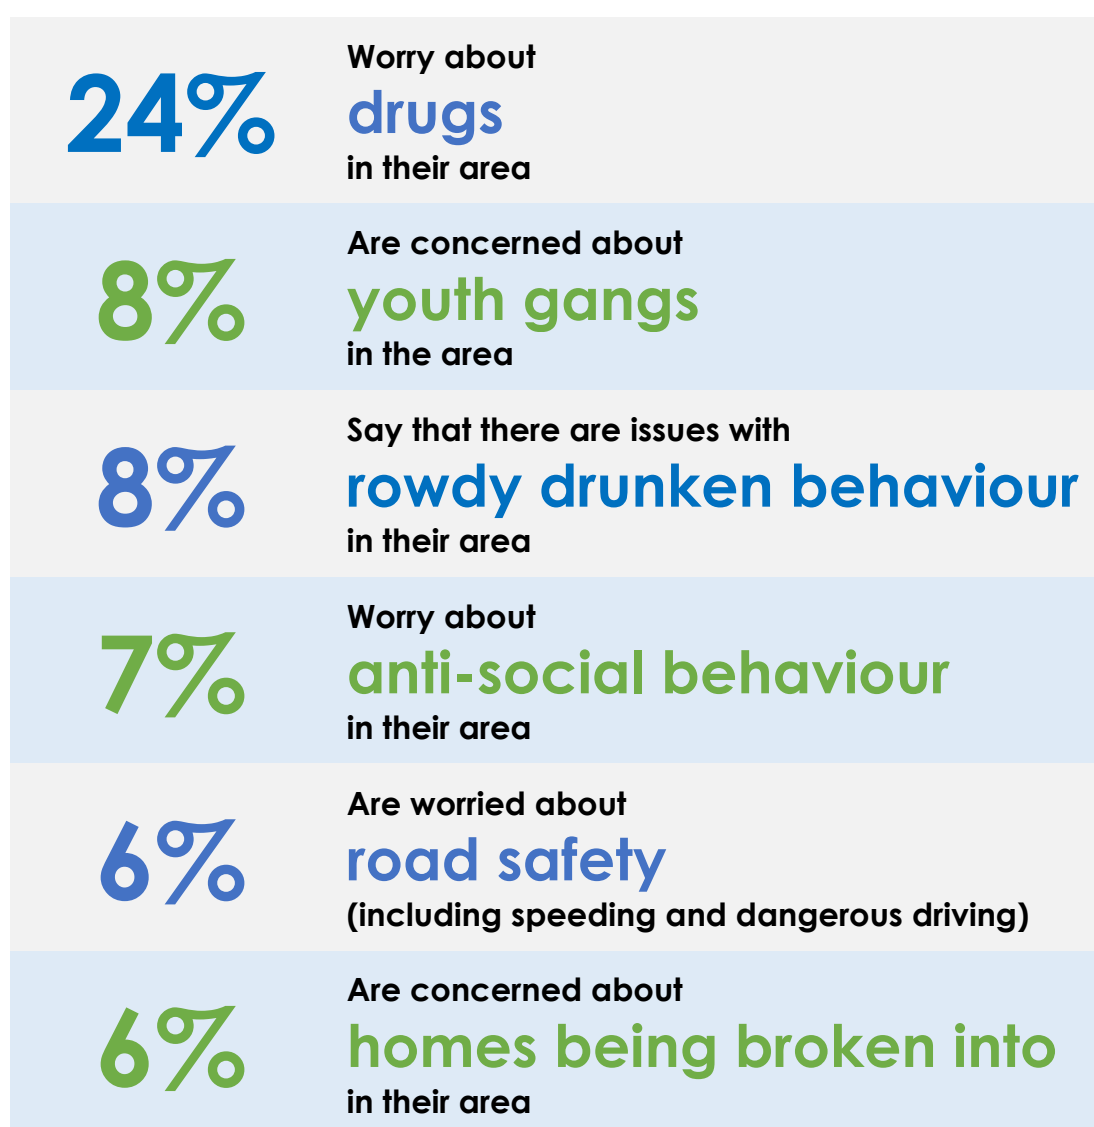 24%
Worry about
drugs
in their area
8%
Are concerned about
youth gangs
in the area
8%
Say that there are issues with
rowdy drunken behaviour
in their area
7%
Worry about
anti-social behaviour
in their area
6%
Are worried about
road safety
(including speeding and dangerous driving)
6%
Are concerned about
homes being broken into
in their area